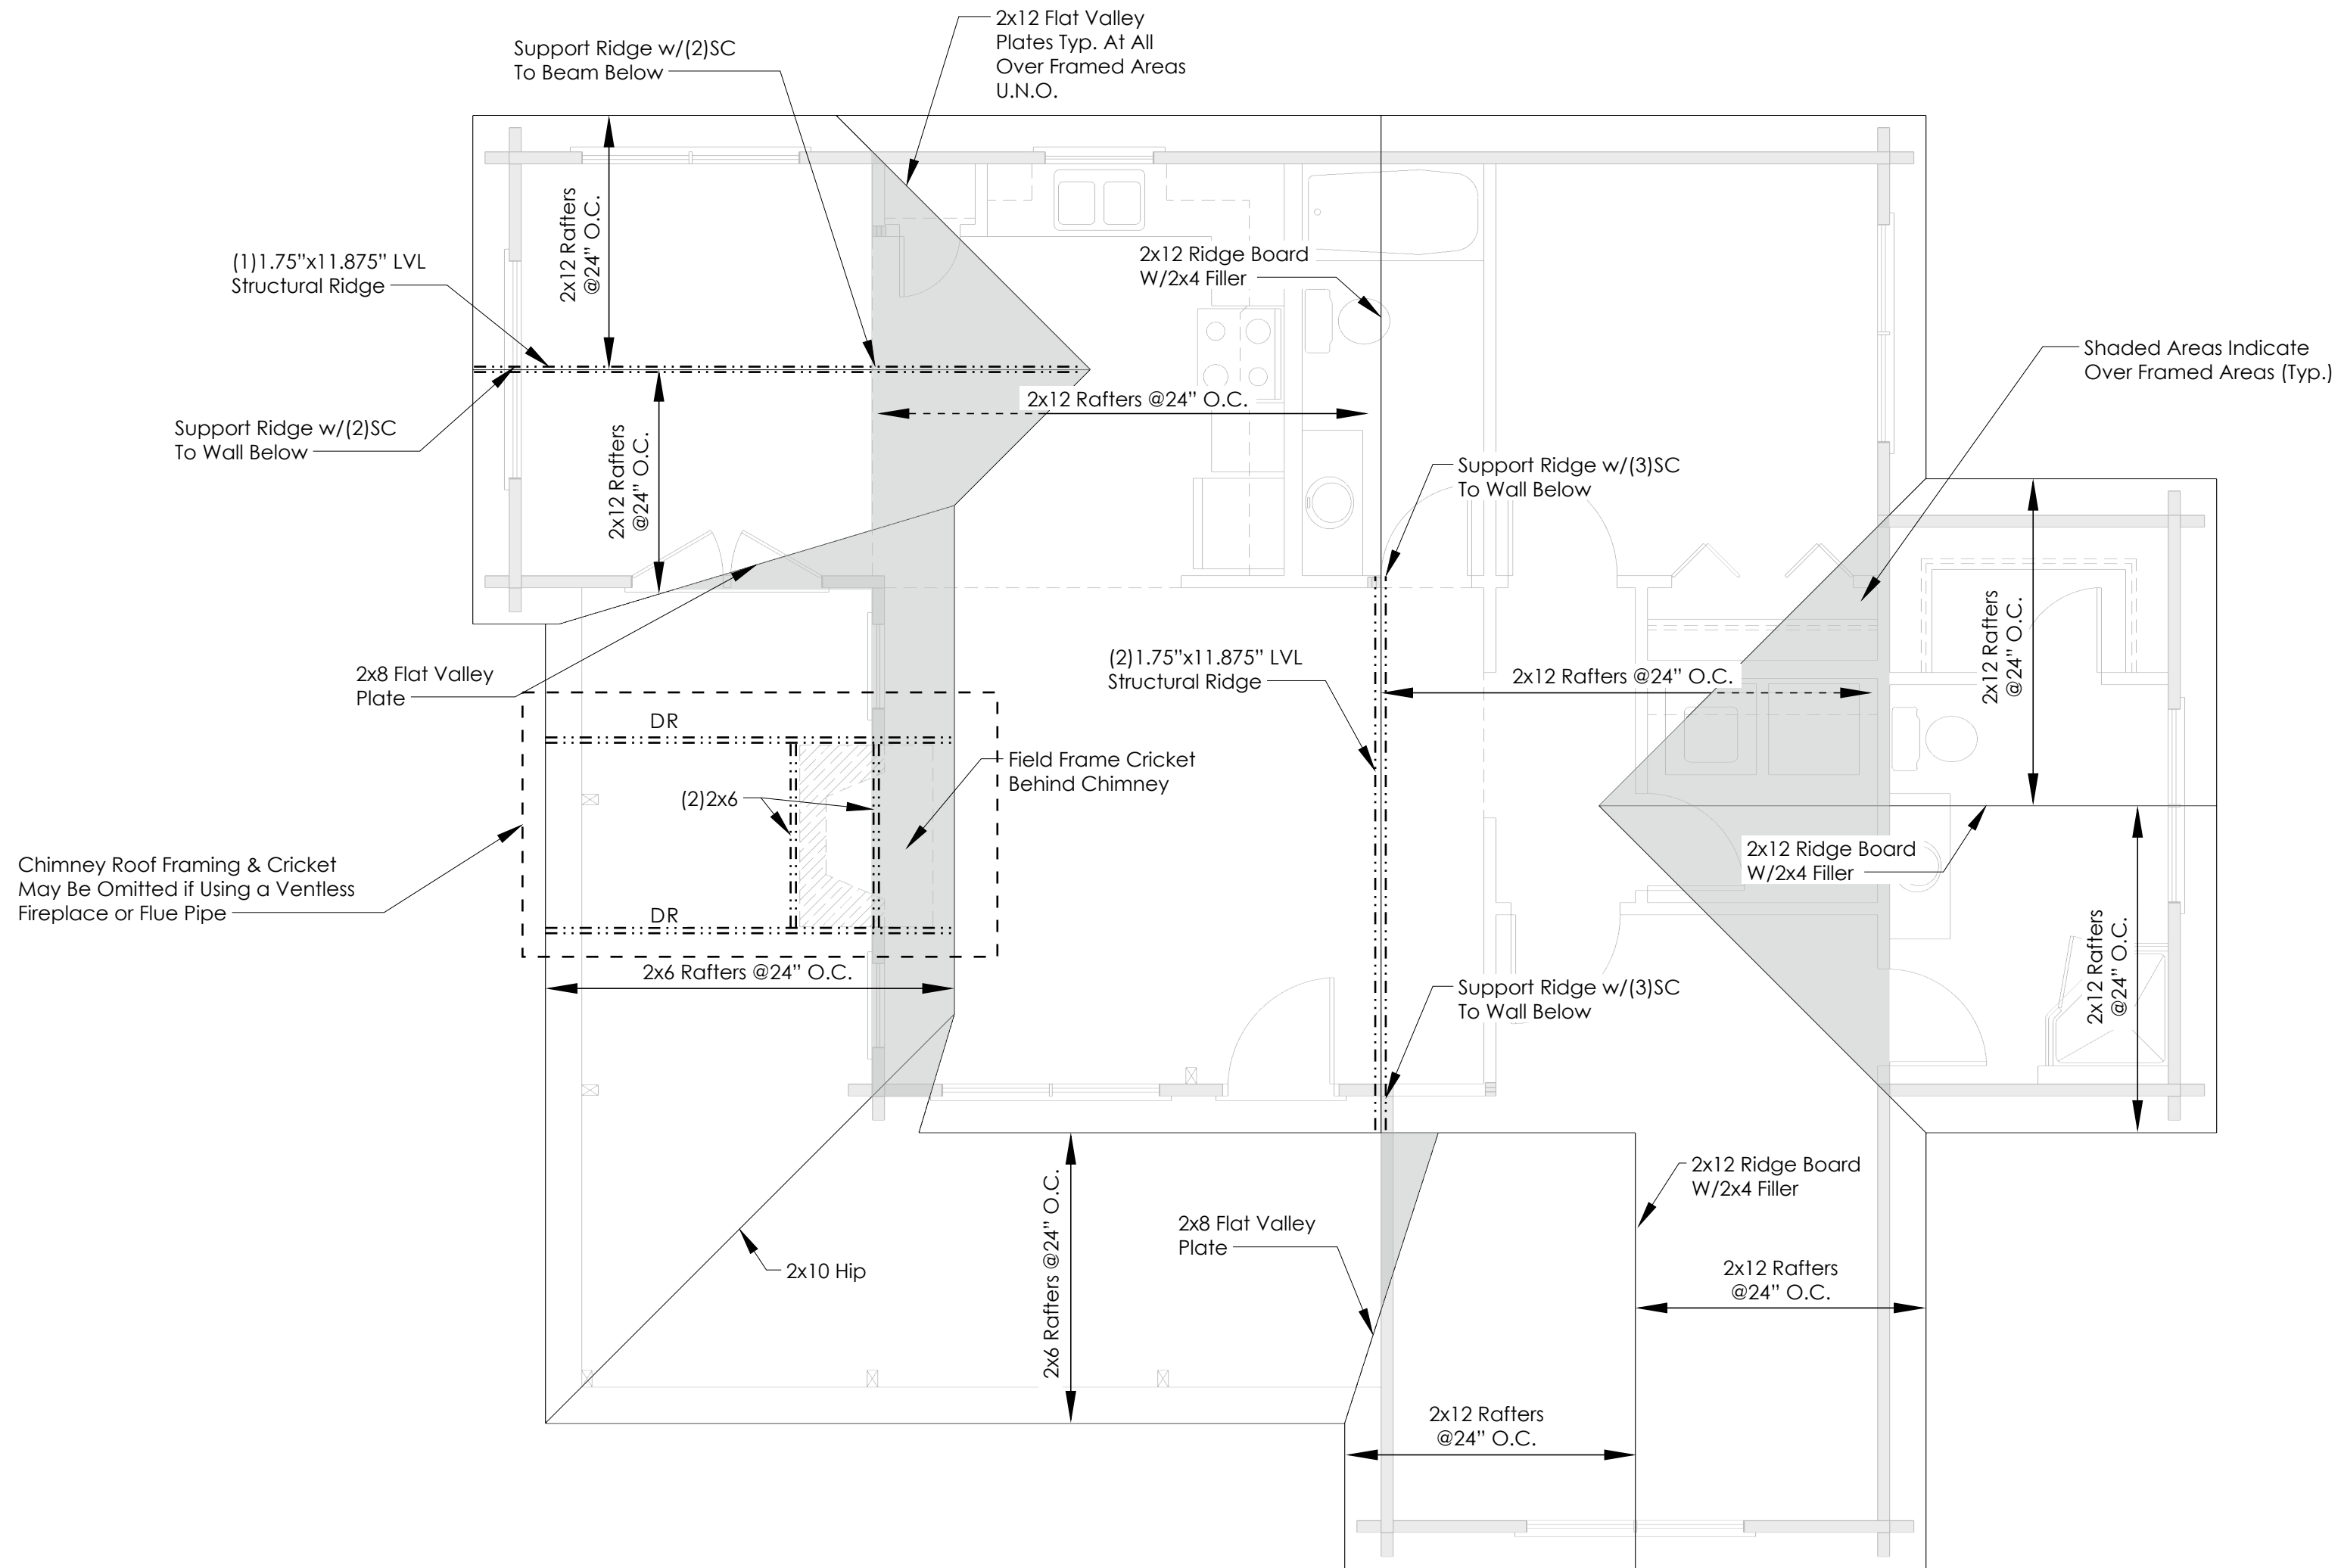 2x12 Flat Valley
Plates Typ. At All
Over Framed Areas
U.N.O.
Support Ridge w/(2)SC
To Beam Below
2x12 Rafters
@24” O.C.
(1)1.75”x11.875” LVL
Structural Ridge
2x12 Ridge Board
W/2x4 Filler
Shaded Areas Indicate
Over Framed Areas (Typ.)
2x12 Rafters @24” O.C.
Support Ridge w/(2)SC
To Wall Below
2x12 Rafters
@24” O.C.
Support Ridge w/(3)SC
To Wall Below
2x12 Rafters
@24” O.C.
2x8 Flat Valley
Plate
(2)1.75”x11.875” LVL
Structural Ridge
2x12 Rafters @24” O.C.
DR
Field Frame Cricket
Behind Chimney
(2)2x6
Chimney Roof Framing & Cricket
May Be Omitted if Using a Ventless
Fireplace or Flue Pipe
2x12 Ridge Board
W/2x4 Filler
DR
2x6 Rafters @24” O.C.
2x12 Rafters
@24” O.C.
Support Ridge w/(3)SC
To Wall Below
2x12 Ridge Board
W/2x4 Filler
2x6 Rafters @24” O.C.
2x8 Flat Valley
Plate
2x10 Hip
2x12 Rafters
@24” O.C.
2x12 Rafters
@24” O.C.